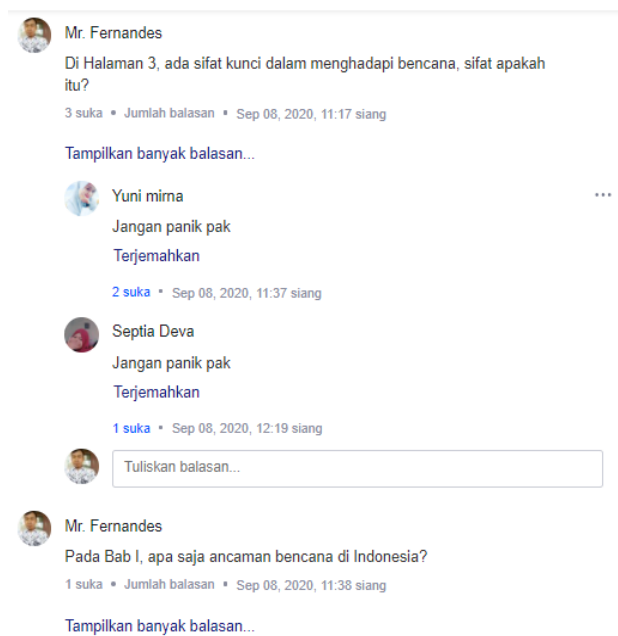 Mr. Fernandes
Di Halaman 3, ada sifat kunci dalam menghadapi bencana, sifat apakah
itu?
3 suka • Jumlah balasan • Sep 08, 2020, 11:17 siang
Tampilkan banyak balasan...
Yuni mirna
Jangan panik pak
Terjemahkan
2 suka • Sep 08, 2020, 11:37 siang
Septia Deva
Jangan panik pak
Terjemahkan
1 suka • Sep 08, 2020, 12:19 siang
Tuliskan balasan...
Mr. Fernandes
Pada Bab I, apa saja ancaman bencana di Indonesia?
1 suka • Jumlah balasan • Sep 08, 2020, 11:38 siang
Tampilkan banyak balasan...